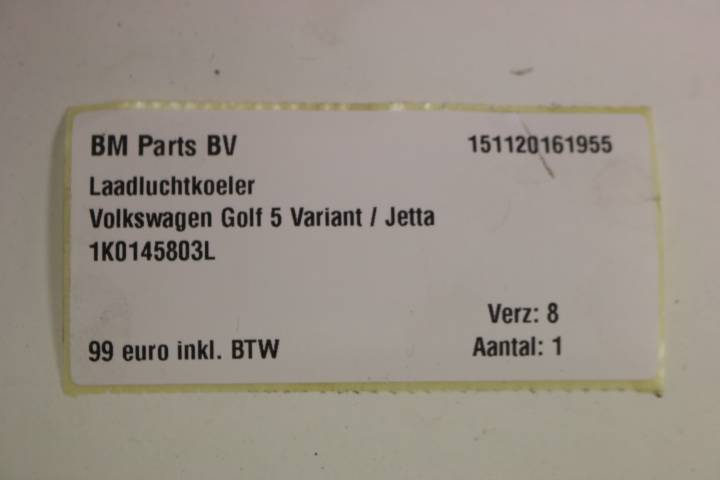 BM Parts BV 151120161955
Laadluchtkoeler
Volkswagen Golf 5 Variant / Jetta
1K0145803L
Verz: 8
99 euro inkl. BTW Aantal: 1